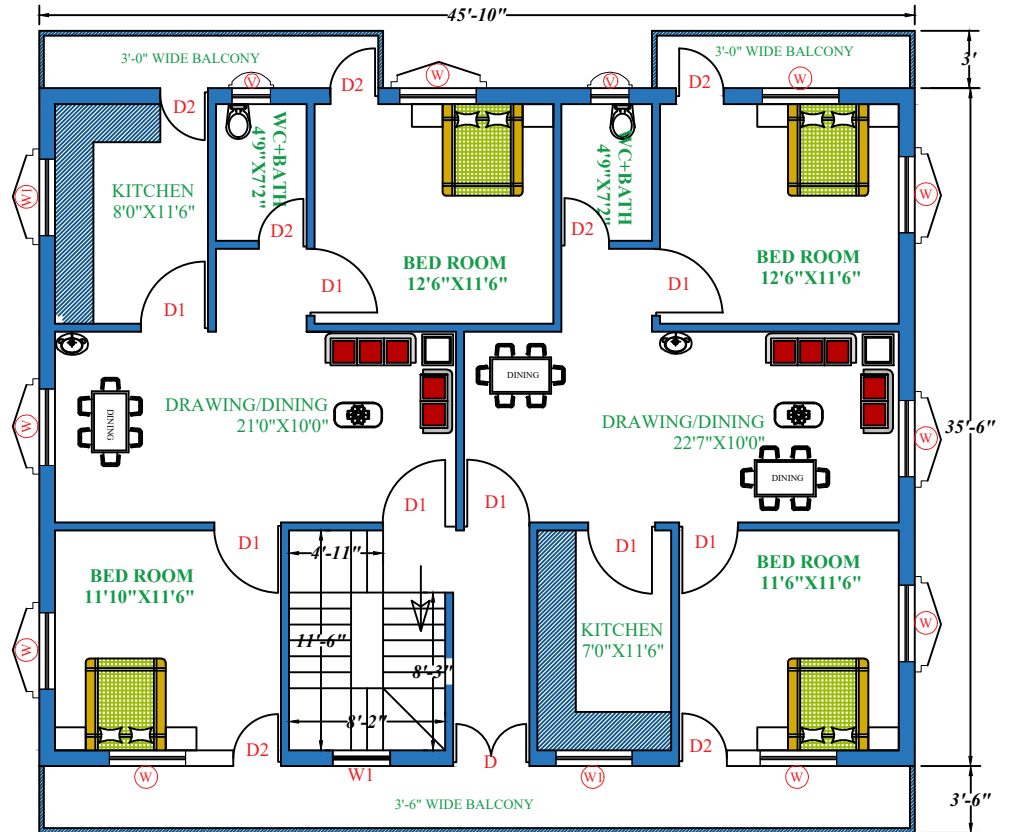 45'-10"
3'-0" WIDE BALCONY
3'-0" WIDE BALCONY
3'
D2
V
D2
W
V
D2
W
WC+BATH
4'9"X7'2"
WC+BATH
4'9"X7'2"
W1
KITCHEN
8'0"X11'6"
W
D2
D2
BED ROOM
12'6"X11'6"
BED ROOM
12'6"X11'6"
D1
D1
D1
DINING
DINING
DRAWING/DINING
21'0"X10'0"
DRAWING/DINING
22'7"X10'0"
W
W
35'-6"
DINING
D1
D1
D1
4'-11"
D1
D1
BED ROOM
11'10"X11'6"
BED ROOM
11'6"X11'6"
11'-6"
KITCHEN
7'0"X11'6"
W
W
8'-3"
8'-2"
D2
D
D2
W
W1
W1
W
3'-6" WIDE BALCONY
3'-6"